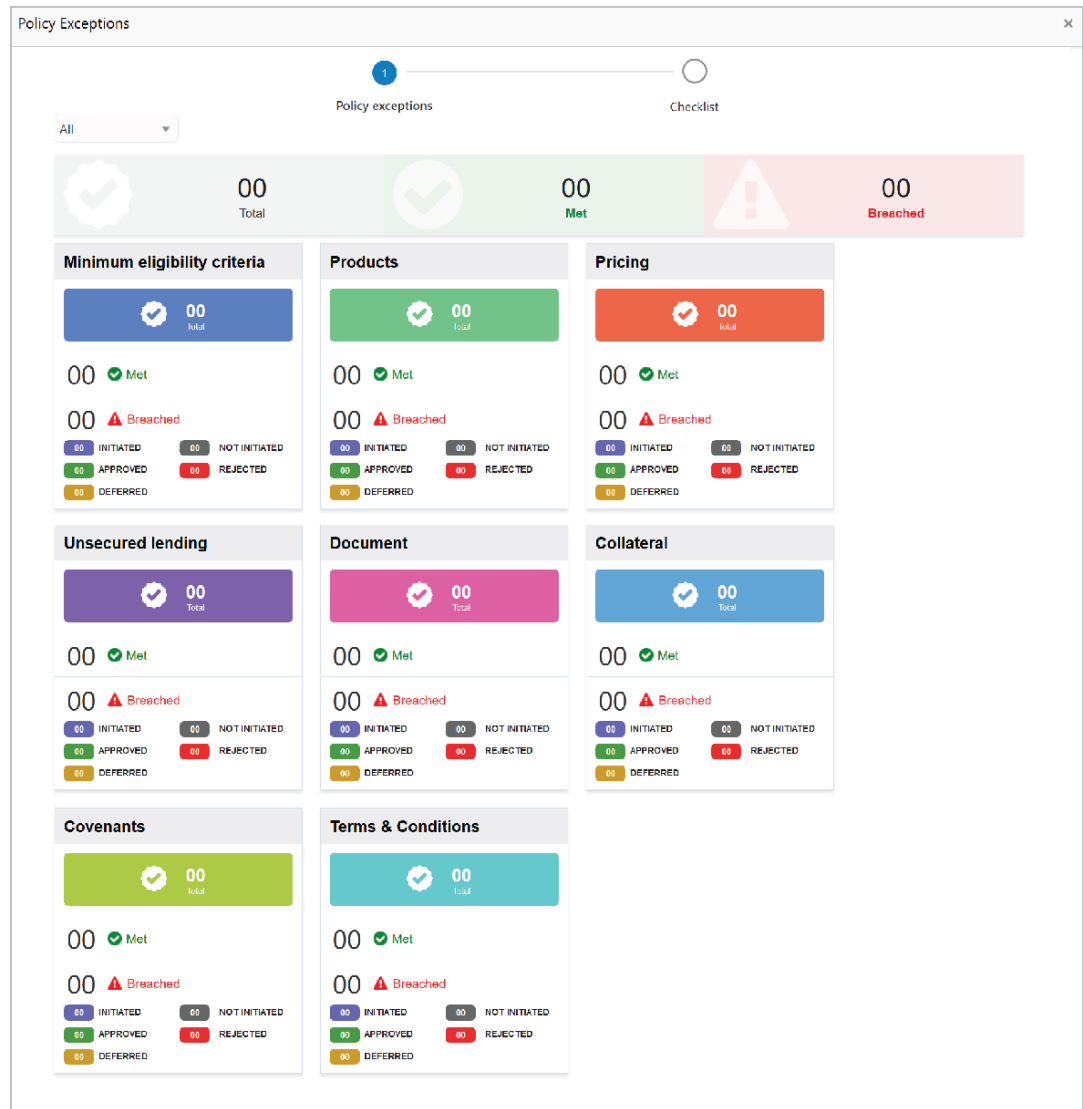 Policy Exceptions ×
1
Policy exceptions Checklist
All
00 00 00
Total Met Breached
Minimum eligibility criteria
00
Total
00 Met
00 Breached
00 INITIATED 00 NOT INITIATED
00 APPROVED 00 REJECTED
00 DEFERRED
Products
00
Total
00 Met
00 Breached
00 INITIATED 00 NOT INITIATED
00 APPROVED 00 REJECTED
00 DEFERRED
Pricing
00
Total
00 Met
00 Breached
00 INITIATED 00 NOT INITIATED
00 APPROVED 00 REJECTED
00 DEFERRED
Unsecured lending
00
Total
00 Met
00 Breached
00 INITIATED 00 NOT INITIATED
00 APPROVED 00 REJECTED
00 DEFERRED
Document
00
Total
00 Met
00 Breached
00 INITIATED 00 NOT INITIATED
00 APPROVED 00 REJECTED
00 DEFERRED
Collateral
00
Total
00 Met
00 Breached
00 INITIATED 00 NOT INITIATED
00 APPROVED 00 REJECTED
00 DEFERRED
Covenants
00
Total
00 Met
00 Breached
00 INITIATED 00 NOT INITIATED
00 APPROVED 00 REJECTED
00 DEFERRED
Terms & Conditions
00
Total
00 Met
00 Breached
00 INITIATED 00 NOT INITIATED
00 APPROVED 00 REJECTED
00 DEFERRED